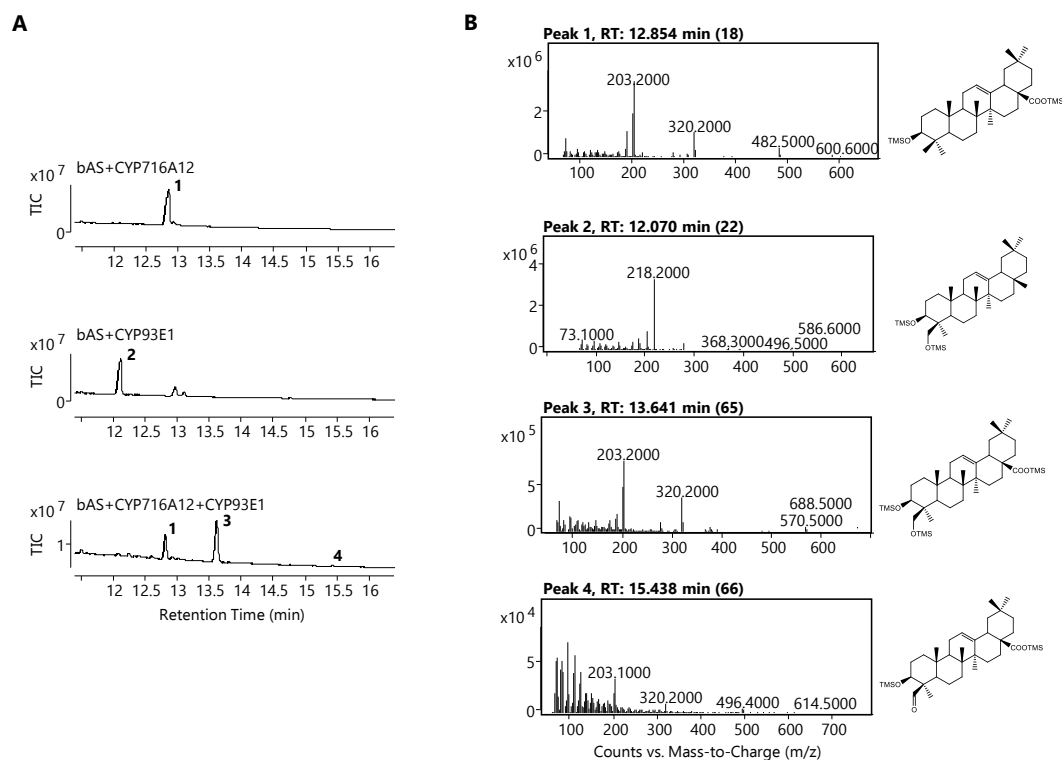 A
bAS+CYP716A12
x10 7
TIC
0
1
12 12.5 13 13.5 14 14.5 15 15.5 16
bAS+CYP93E1
x10 7
TIC
0
2
12 12.5 13 13.5 14 14.5 15 15.5 16
bAS+CYP716A12+CYP93E1
x10 7
TIC
1
1
3
4
12 12.5 13 13.5 14 14.5 15 15.5 16
Retention Time (min)
B
Peak 1, RT: 12.854 min (18)
x10 6
2
0
203.2000
320.2000
482.5000
600.6000
100 200 300 400 500 600
TMSO
COOTMS
Peak 2, RT: 12.070 min (22)
x10 6
4
2
0
73.1000
218.2000
368.3000
496.5000
586.6000
100 200 300 400 500 600
TMSO
OTMS
Peak 3, RT: 13.641 min (65)
x10 5
5
0
203.2000
320.2000
688.5000
570.5000
100 200 300 400 500 600
TMSO
OTMS
COOTMS
Peak 4, RT: 15.438 min (66)
x10 4
5
0
203.1000
320.2000
496.4000
614.5000
100 200 300 400 500 600 700
Counts vs. Mass-to-Charge (m/z)
TMSO
O
COOTMS